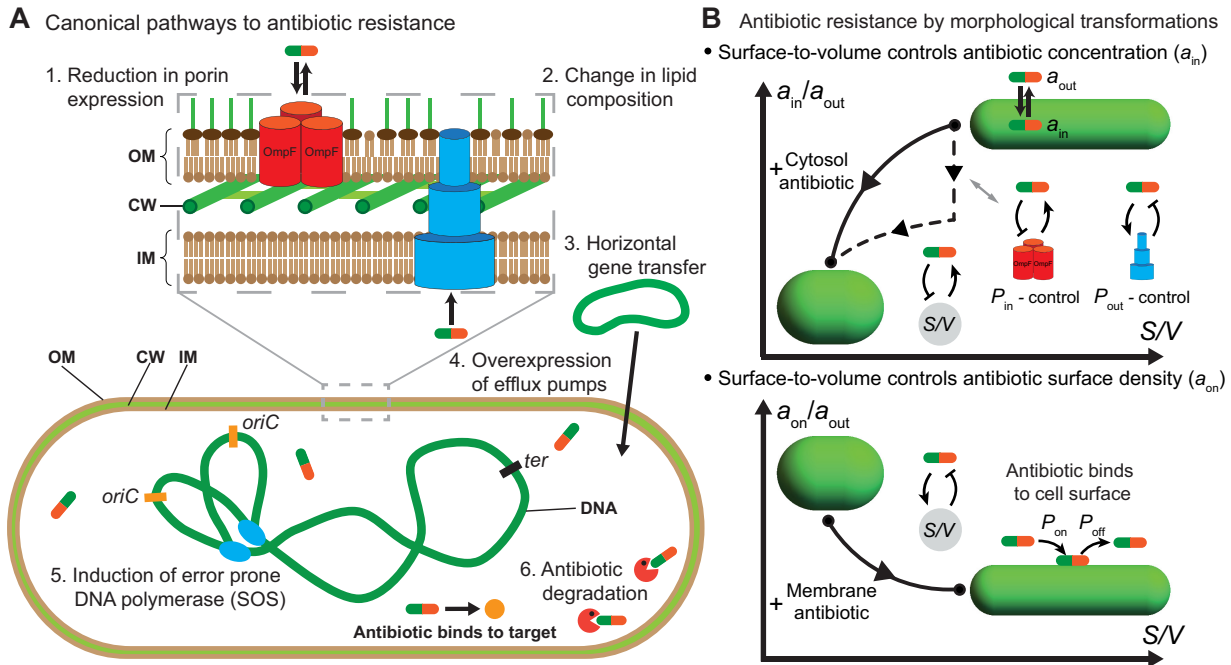 A Canonical pathways to antibiotic resistance
1. Reduction in porin
expression
2. Change in lipid
composition
OM
OmpF OmpF
CW
IM
3. Horizontal
gene transfer
4. Overexpression
of efflux pumps
OM
CW
IM
oriC
oriC
ter
DNA
5. Induction of error prone
DNA polymerase (SOS)
6. Antibiotic
degradation
Antibiotic binds to target
B Antibiotic resistance by morphological transformations
• Surface-to-volume controls antibiotic concentration (a_in)
a_in/a_out
a_out
a_in
+ Cytosol
antibiotic
OmpF OmpF
S/V
P_in - control
P_out - control
S/V
• Surface-to-volume controls antibiotic surface density (a_on)
a_on/a_out
Antibiotic binds
to cell surface
S/V
P_on
P_off
+ Membrane
antibiotic
S/V